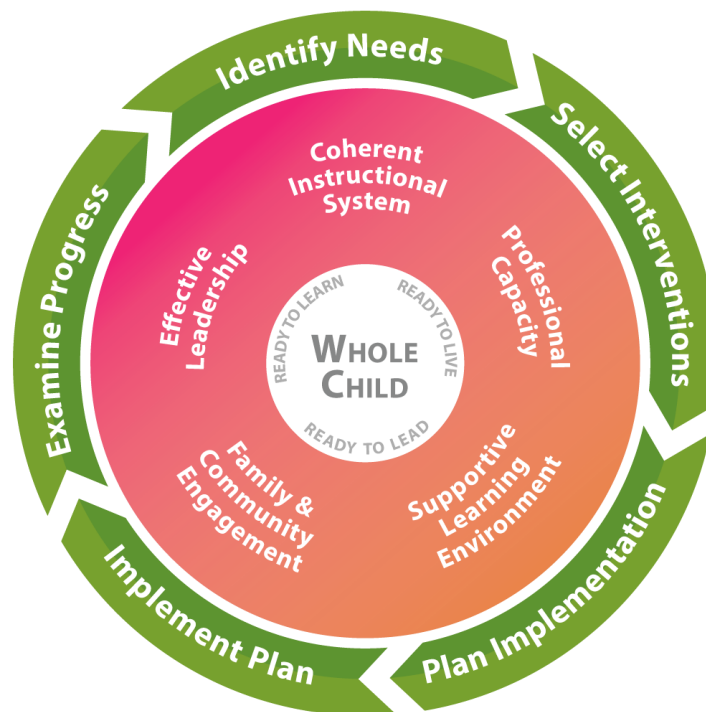 Identify Needs
Select Interventions
Plan Implementation
Implement Plan
Examine Progress
Coherent
Instructional
System
Professional
Capacity
Supportive
Learning
Environment
Family &
Community
Engagement
Effective
Leadership
READY TO LEARN
READY TO LIVE
READY TO LEAD
WHOLE
CHILD